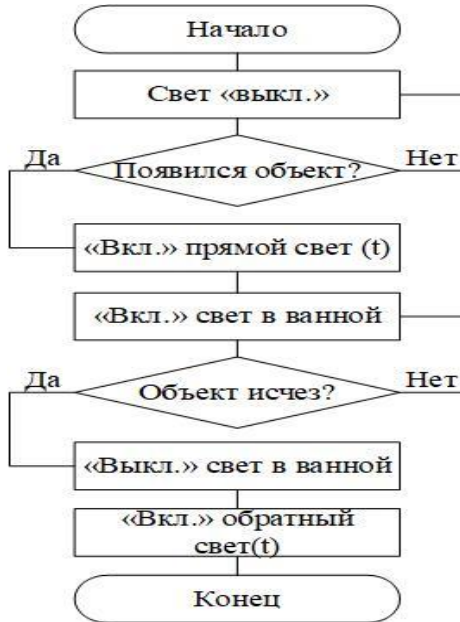 Начало
Свет «выкл.»
Да
Нет
Появился объект?
«Вкл.» прямой свет (t)
«Вкл.» свет в ванной
Да
Нет
Объект исчез?
«Выкл.» свет в ванной
«Вкл.» обратный
свет(t)
Конец